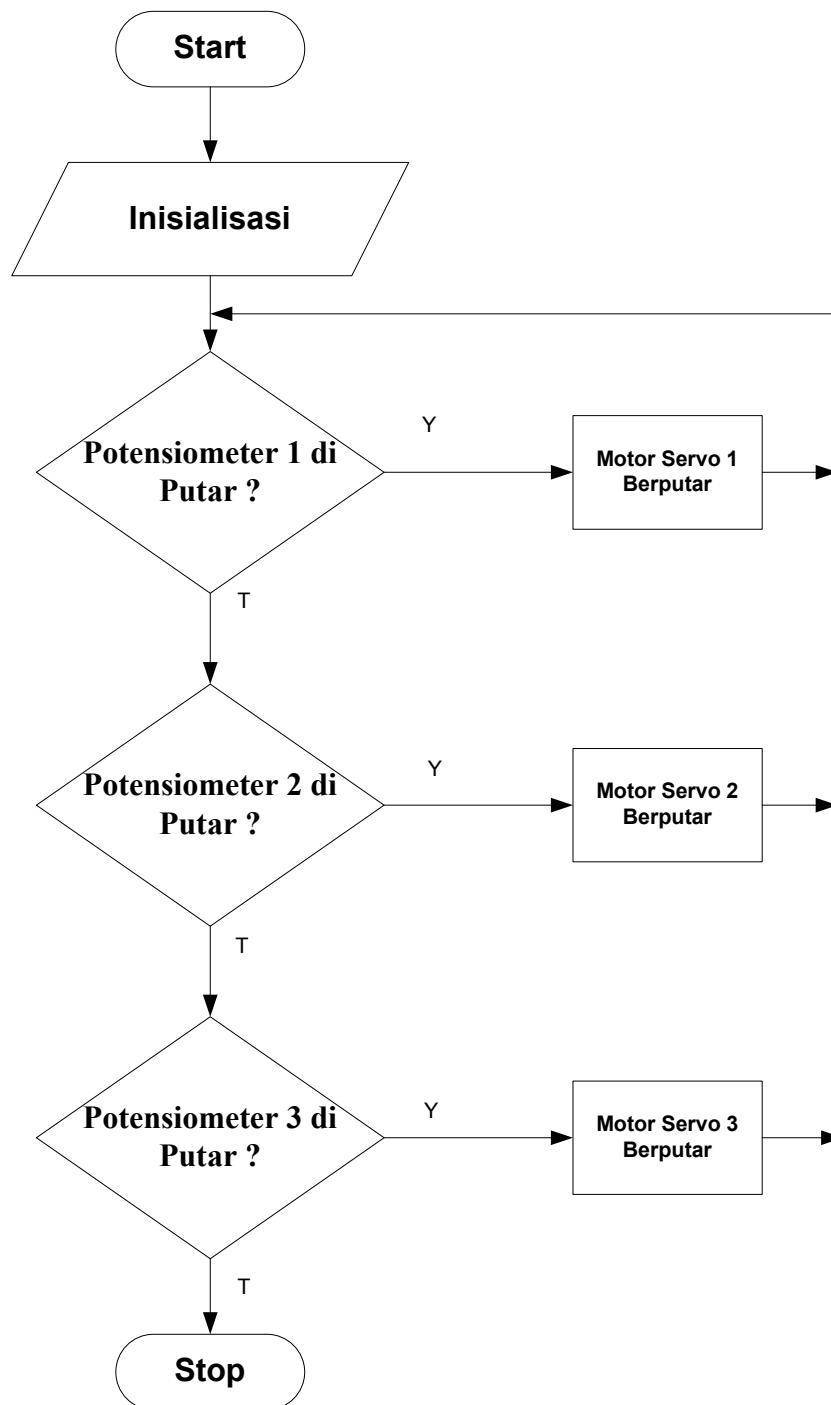 Start
Inisialisasi
Potensiometer 1 di
Putar ?
Y
Motor Servo 1
Berputar
T
Potensiometer 2 di
Putar ?
Y
Motor Servo 2
Berputar
T
Potensiometer 3 di
Putar ?
Y
Motor Servo 3
Berputar
T
Stop